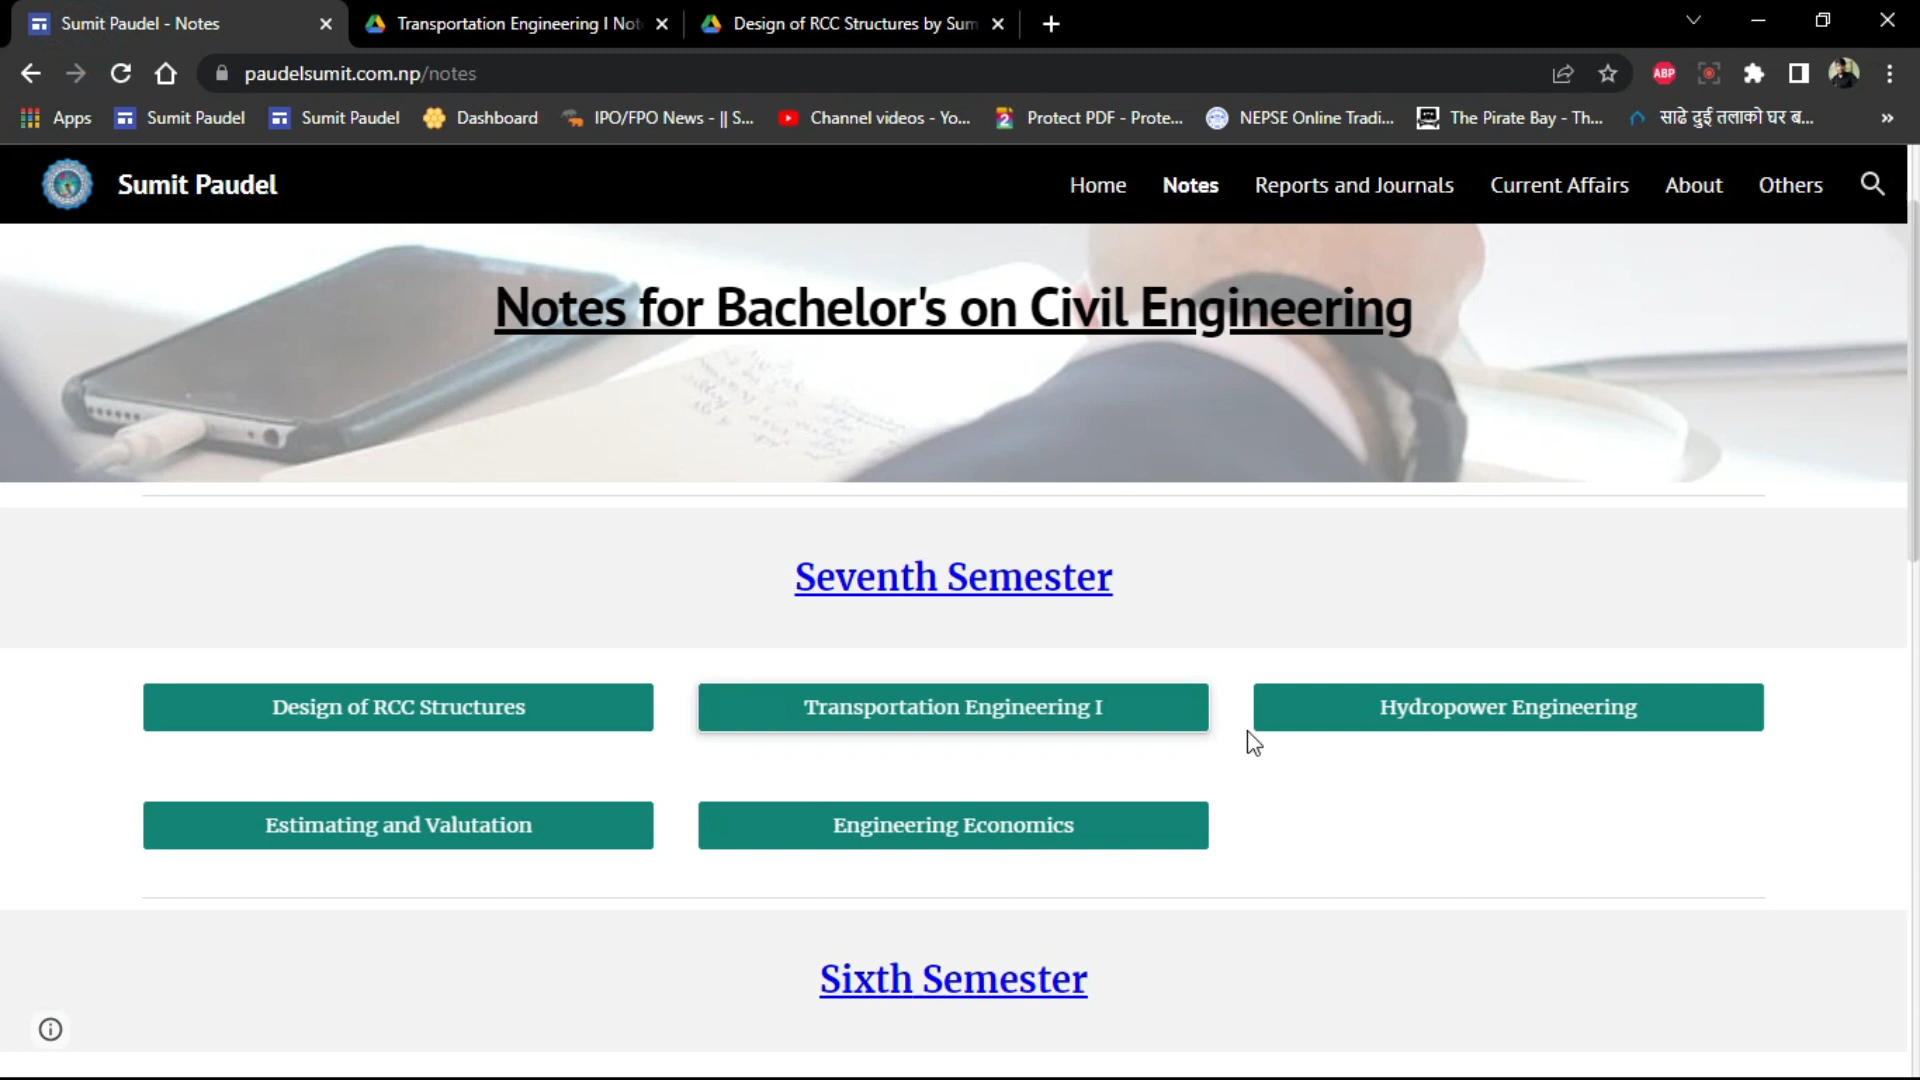 Sumit Paudel - Notes
Transportation Engineering I Not
Design of RCC Structures by Sum
paudelsumit.com.np/notes
ABP
Apps
Sumit Paudel
Sumit Paudel
Dashboard
IPO/FPO News - || S...
Channel videos - Yo...
Protect PDF - Prote...
NEPSE Online Tradi...
The Pirate Bay - Th...
साढे दुई तलाको घर ब...
Sumit Paudel
Home
Notes
Reports and Journals
Current Affairs
About
Others
Notes for Bachelor's on Civil Engineering
Seventh Semester
Design of RCC Structures
Transportation Engineering I
Hydropower Engineering
Estimating and Valutation
Engineering Economics
Sixth Semester